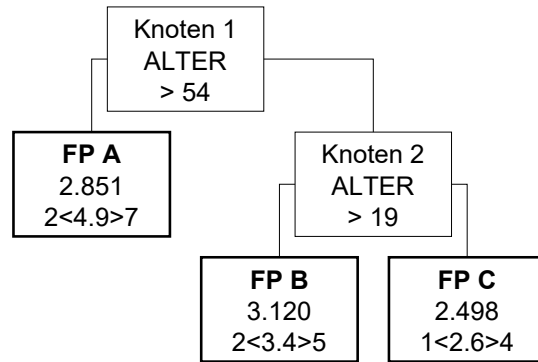 Knoten 1
ALTER
> 54
FP A
2.851
2<4.9>7
Knoten 2
ALTER
> 19
FP B
3.120
2<3.4>5
FP C
2.498
1<2.6>4